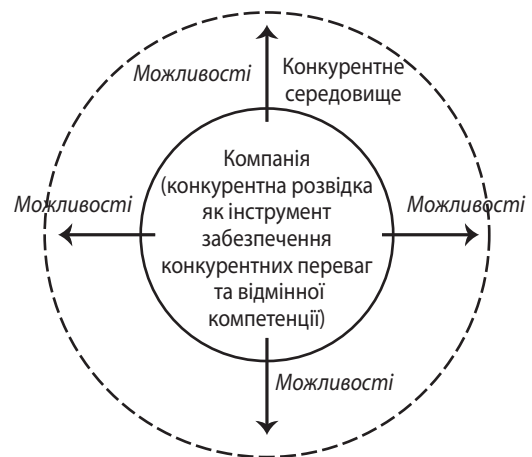 Можливості
Конкурентне
середовище
Компанія
(конкурентна розвідка
як інструмент
забезпечення
конкурентних переваг
та відмінної
компетенції)
Можливості
Можливості
Можливості